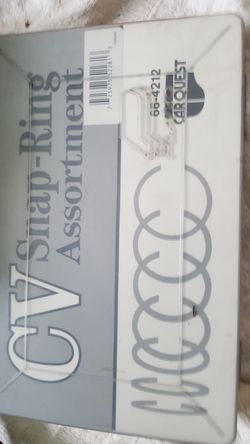 CV Snap-Ring
Assortment
66-4212
CARQUEST